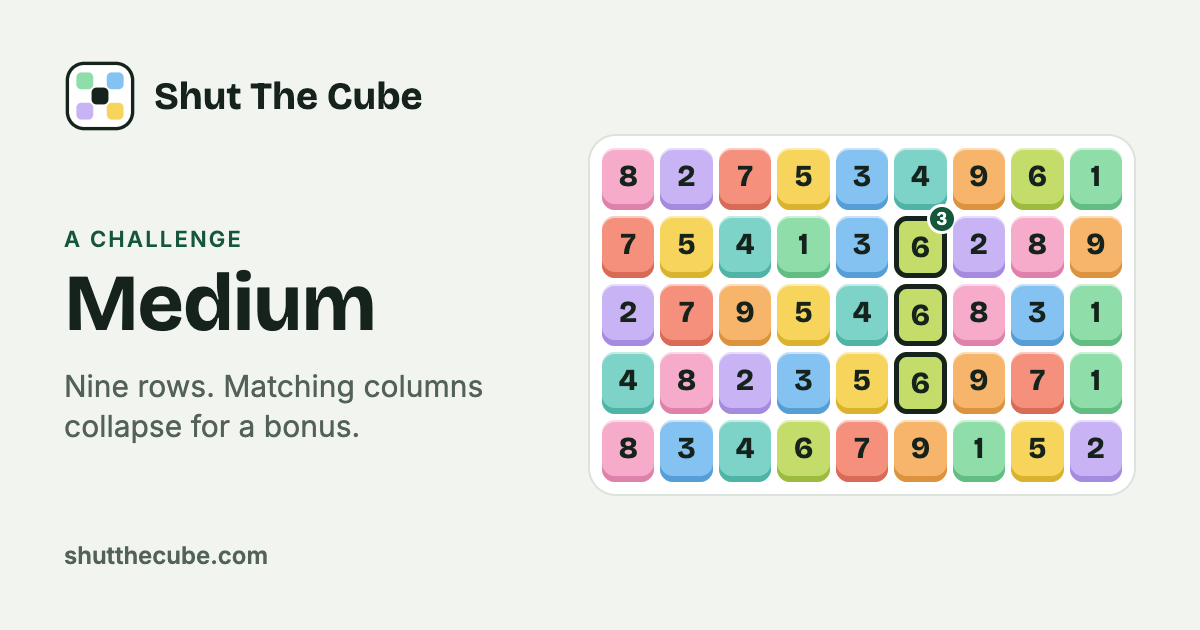 Shut The Cube
A CHALLENGE
Medium
Nine rows. Matching columns
collapse for a bonus.
shutthecube.com
8 2 7 5 3 4 9 6 1
3
7 5 4 1 3 6 2 8 9
2 7 9 5 4 6 8 3 1
4 8 2 3 5 6 9 7 1
8 3 4 6 7 9 1 5 2